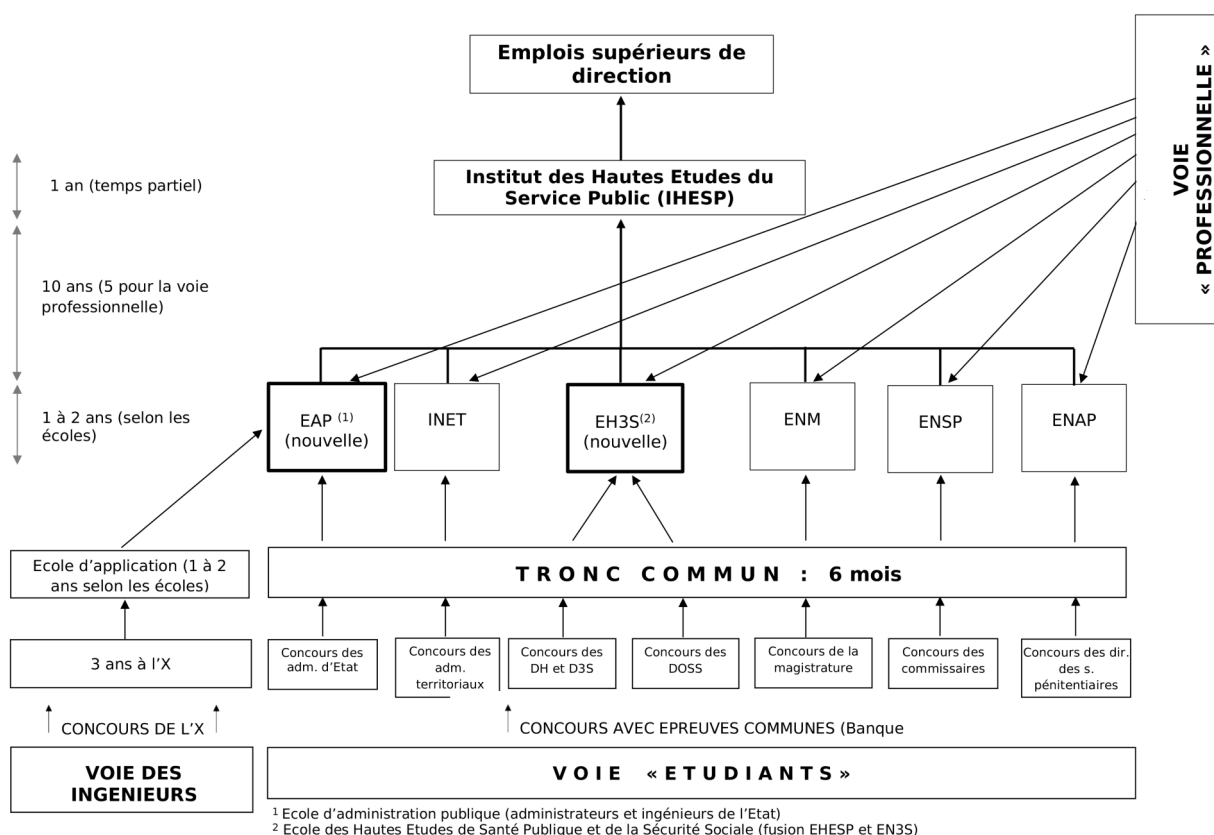 Emplois supérieurs de
direction
VOIE
« PROFESSIONNELLE »
1 an (temps partiel)
Institut des Hautes Etudes du
Service Public (IHESP)
10 ans (5 pour la voie
professionnelle)
1 à 2 ans (selon les
écoles)
EAP (1)
(nouvelle)
INET
EH3S(2)
(nouvelle)
ENM
ENSP
ENAP
Ecole d’application (1 à 2
ans selon les écoles)
TRONC COMMUN : 6 mois
3 ans à l’X
Concours des
adm. d’Etat
Concours des
adm.
territoriaux
Concours des
DH et D3S
Concours des
DOSS
Concours de la
magistrature
Concours des
commissaires
Concours des dir.
des s.
pénitentiaires
CONCOURS DE L’X
CONCOURS AVEC EPREUVES COMMUNES (Banque
VOIE DES
INGENIEURS
VOIE «ETUDIANTS»
1 Ecole d’administration publique (administrateurs et ingénieurs de l’Etat)
2 Ecole des Hautes Etudes de Santé Publique et de la Sécurité Sociale (fusion EHESP et EN3S)